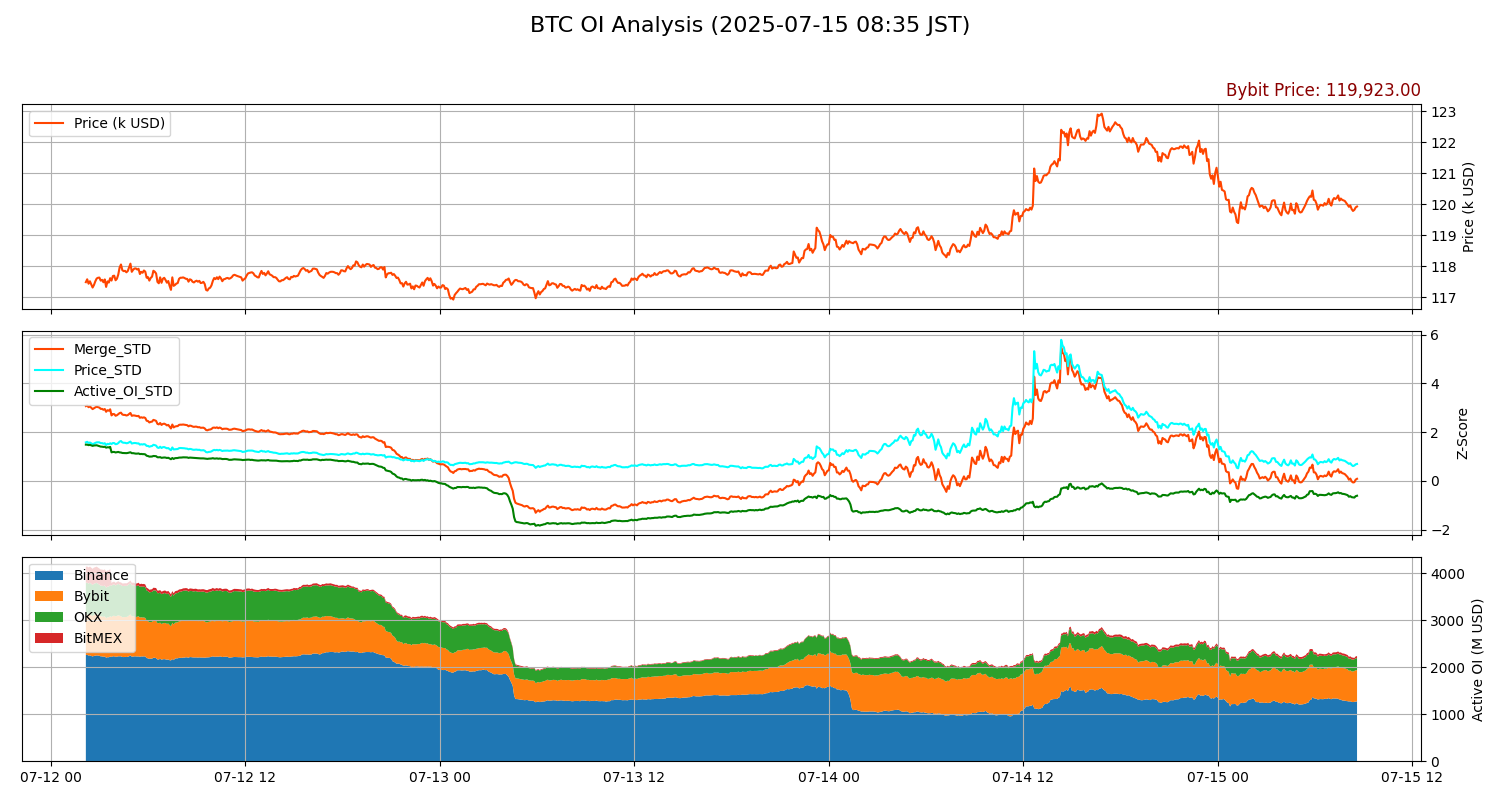 BTC OI Analysis (2025-07-15 08:35 JST)
Bybit Price: 119,923.00
Price (k USD)
123
122
121
120
119
118
117
Price (k USD)
Merge_STD
Price_STD
Active_OI_STD
6
4
2
0
−2
Z-Score
Binance
Bybit
OKX
BitMEX
4000
3000
2000
1000
0
Active OI (M USD)
07-12 00
07-12 12
07-13 00
07-13 12
07-14 00
07-14 12
07-15 00
07-15 12